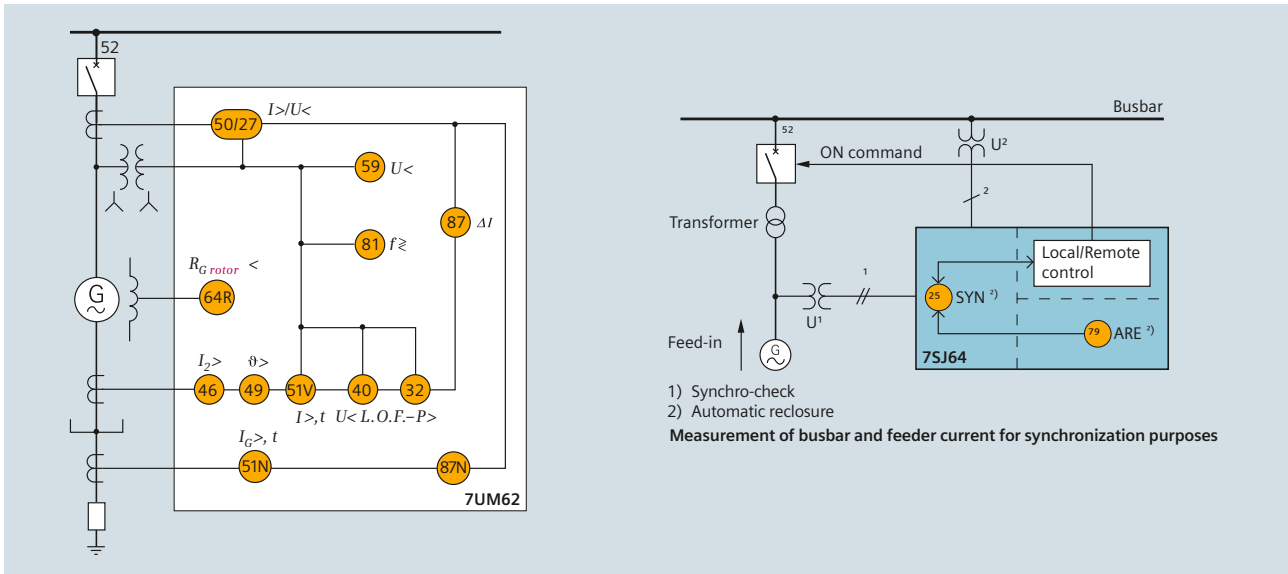 52
I>/U<
50/27
59 U<
87 ΔI
81 f≷
R_G rotor <
64R
G
~
I₂> ϑ>
46 49 51V 40 32
I>,t U< L.O.F.–P>
I_G>, t
51N 87N
7UM62
Busbar
52
U²
ON command
2
Transformer
Local/Remote
control
1
25 SYN ²⁾
U¹
79 ARE ²⁾
Feed-in
7SJ64
G
~
1) Synchro-check
2) Automatic reclosure
Measurement of busbar and feeder current for synchronization purposes